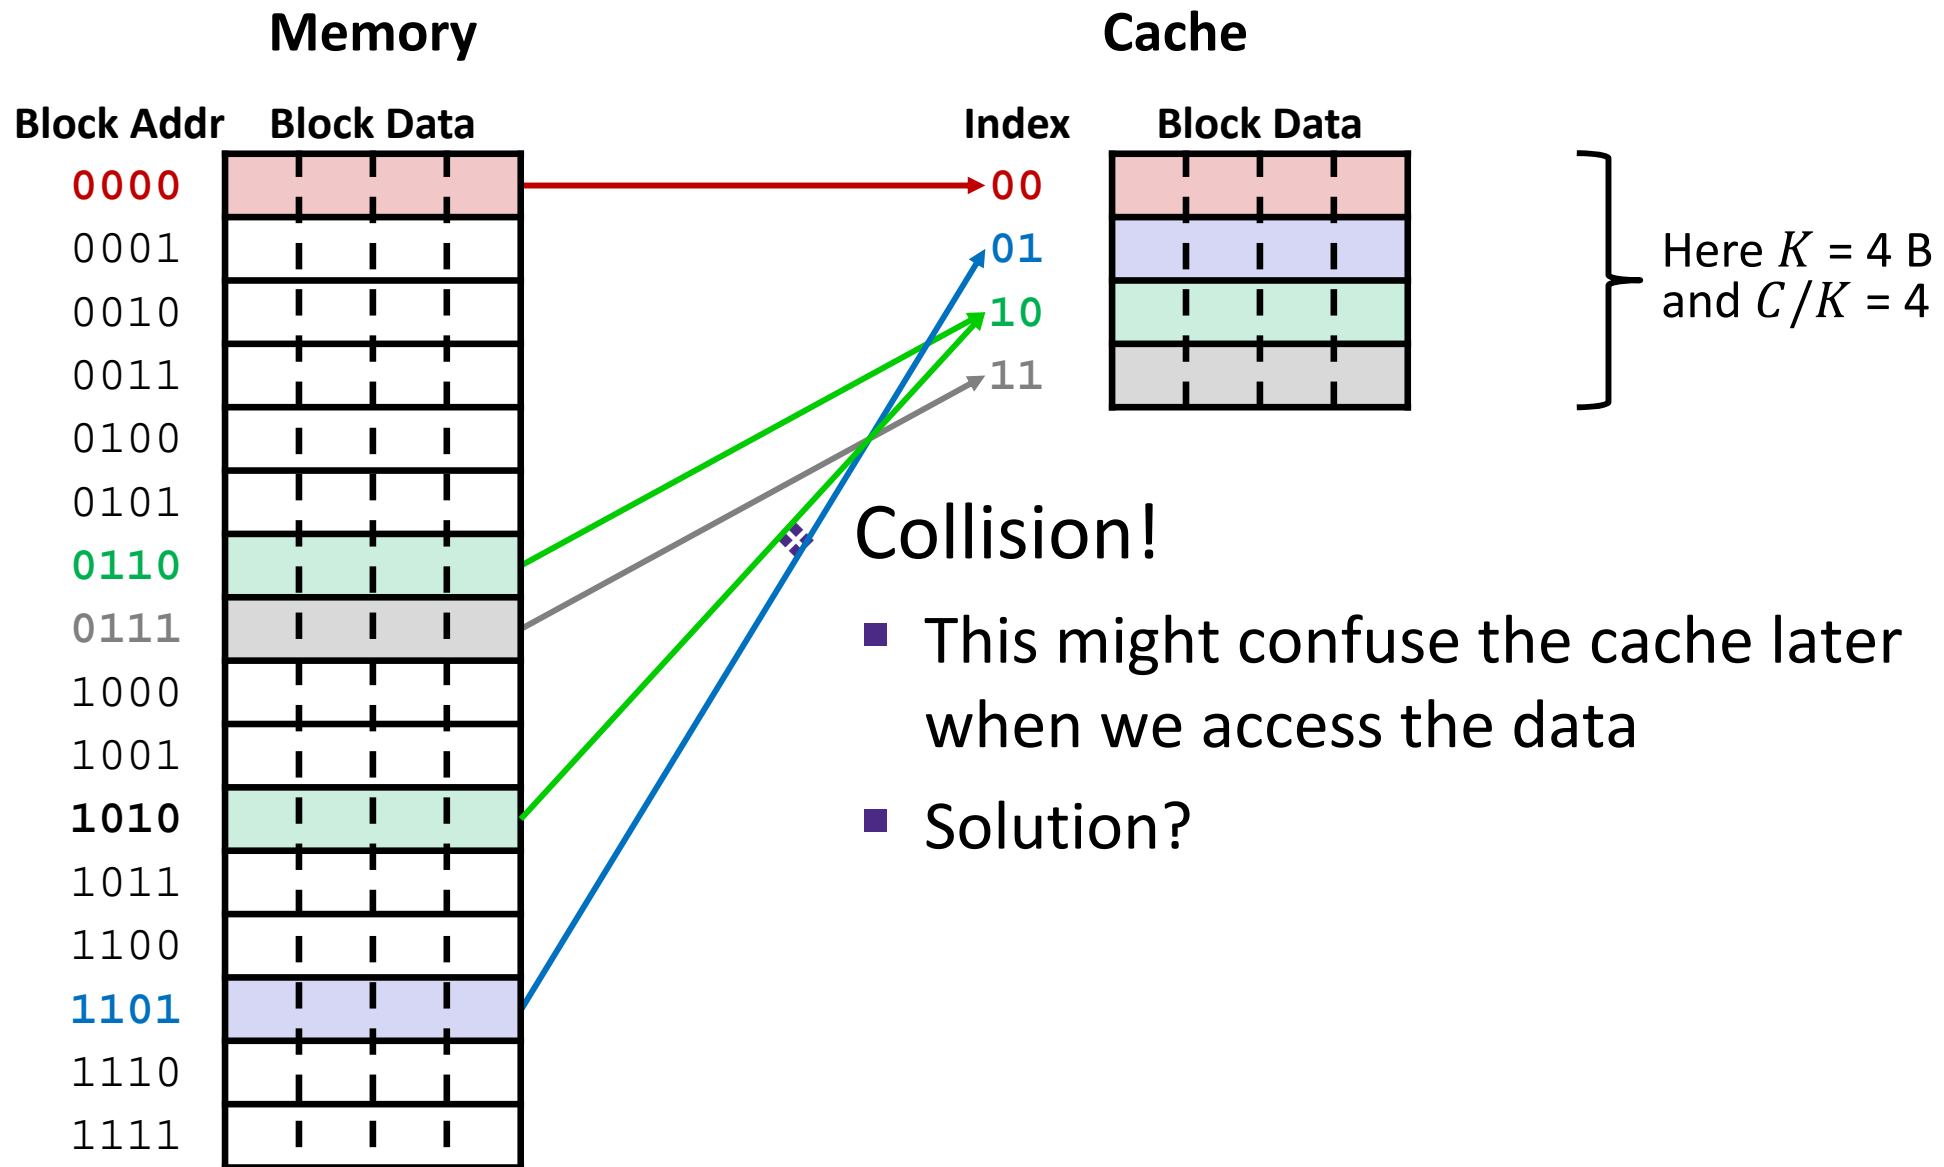 Memory
Cache
Block Addr Block Data
Index Block Data
0000
0001
0010
0011
0100
0101
0110
0111
1000
1001
1010
1011
1100
1101
1110
1111
00
01
10
11
Here K = 4 B
and C/K = 4
Collision!
This might confuse the cache later
when we access the data
Solution?